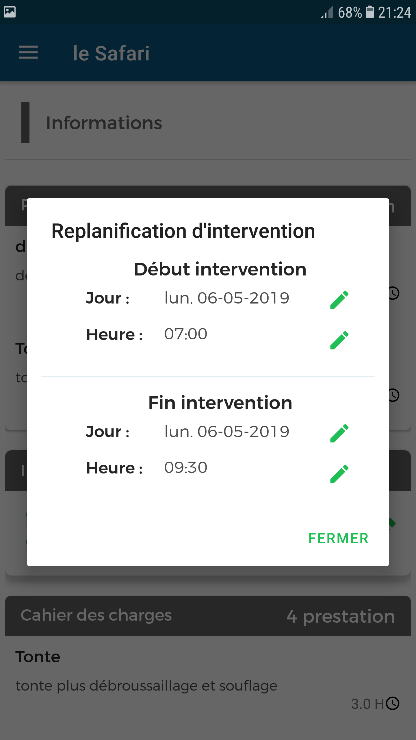 68% 21:24
le Safari
Informations
Replanification d'intervention
Début intervention
Jour : lun. 06-05-2019
Heure : 07:00
Fin intervention
Jour : lun. 06-05-2019
Heure : 09:30
FERMER
Cahier des charges 4 prestation
Tonte
tonte plus débroussaillage et souflage
3.0 H